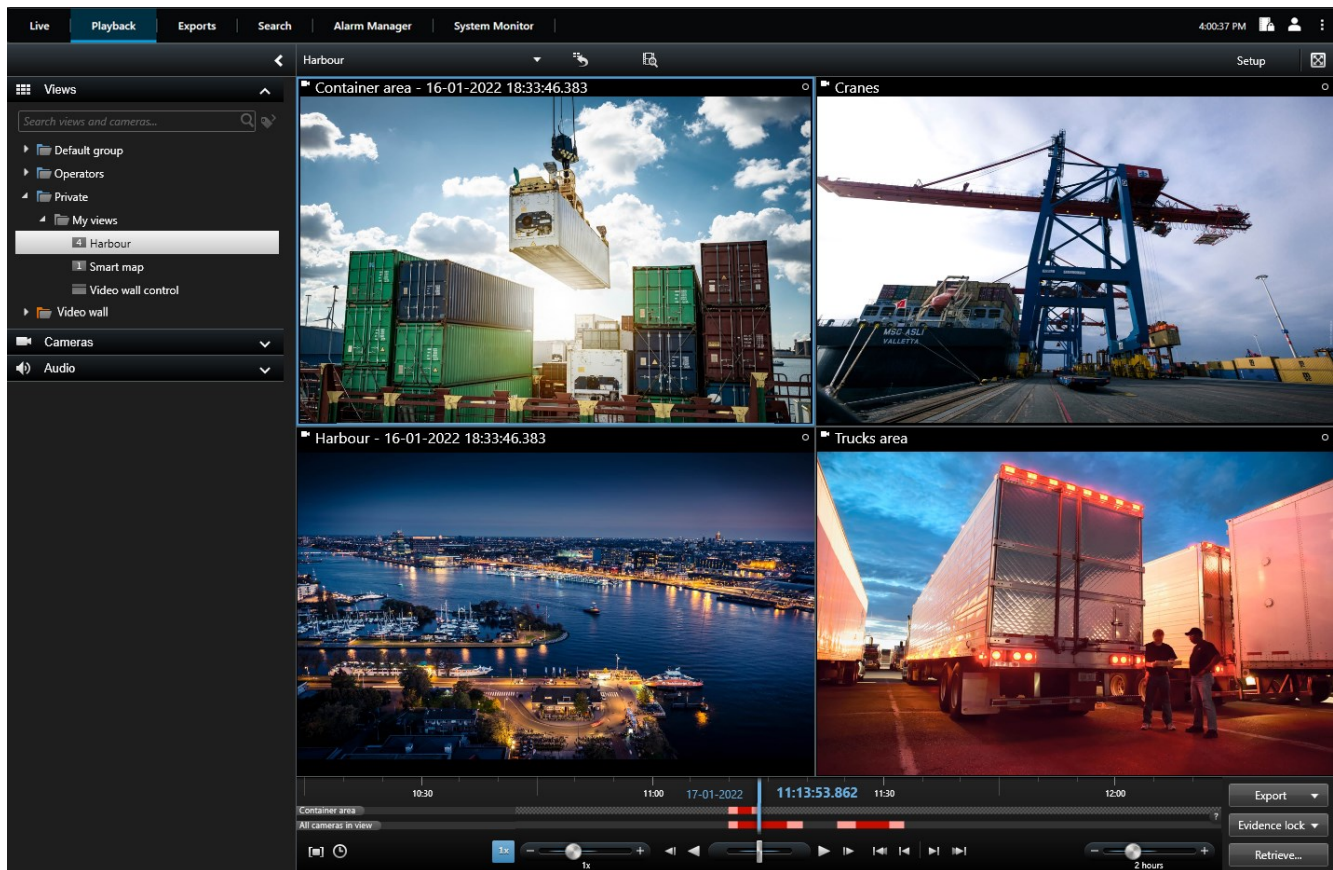 Live
Playback
Exports
Search
Alarm Manager
System Monitor
4:00:37 PM
Harbour
Setup
Views
Search views and cameras...
Default group
Operators
Private
My views
4 Harbour
1 Smart map
Video wall control
Video wall
Cameras
Audio
Container area - 16-01-2022 18:33:46.383
Cranes
MSC ASLI
VALLETTA
Harbour - 16-01-2022 18:33:46.383
Trucks area
10:30
11:00
17-01-2022
11:13:53.862
11:30
12:00
Container area
?
All cameras in view
1x
1x
2 hours
Export
Evidence lock
Retrieve...